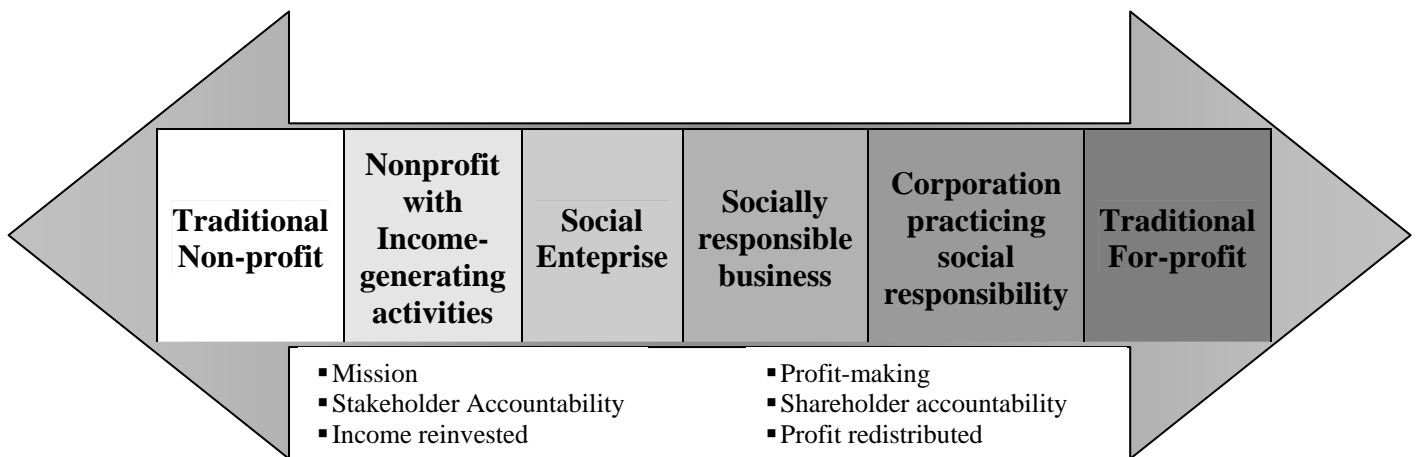 Traditional
Non-profit
Nonprofit
with
Income-
generating
activities
Social
Enteprise
Socially
responsible
business
Corporation
practicing
social
responsibility
Traditional
For-profit
▪ Mission
▪ Stakeholder Accountability
▪ Income reinvested
▪ Profit-making
▪ Shareholder accountability
▪ Profit redistributed